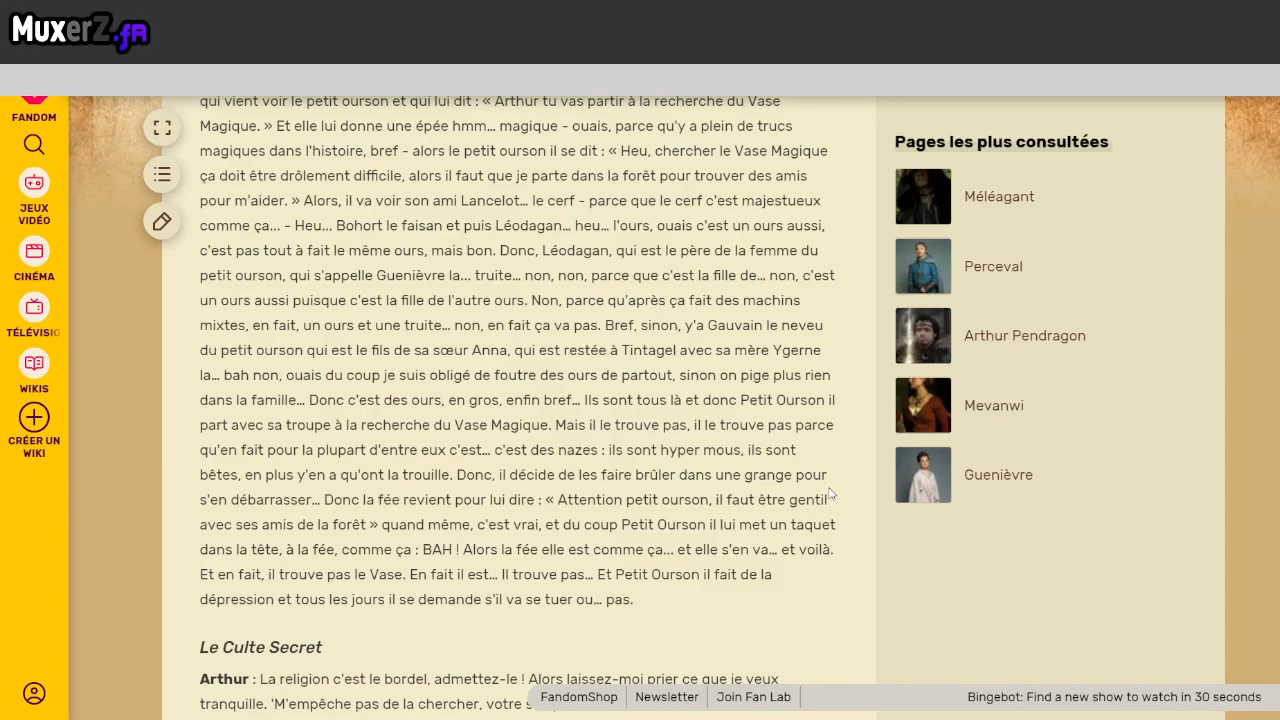 MuxerZ.fR
FANDOM
JEUX
VIDÉO
CINÉMA
TÉLÉVISIO
WIKIS
CRÉER UN
WIKI
qui vient voir le petit ourson et qui lui dit : « Arthur tu vas partir à la recherche du Vase
Magique. » Et elle lui donne une épée hmm... magique - ouais, parce qu'y a plein de trucs
magiques dans l'histoire, bref - alors le petit ourson il se dit : « Heu, chercher le Vase Magique
ça doit être drôlement difficile, alors il faut que je parte dans la forêt pour trouver des amis
pour m'aider. » Alors, il va voir son ami Lancelot... le cerf - parce que le cerf c'est majestueux
comme ça... - Heu... Bohort le faisan et puis Léodagan... heu... l'ours, ouais c'est un ours aussi,
c'est pas tout à fait le même ours, mais bon. Donc, Léodagan, qui est le père de la femme du
petit ourson, qui s'appelle Guenièvre la... truite... non, non, parce que c'est la fille de... non, c'est
un ours aussi puisque c'est la fille de l'autre ours. Non, parce qu'après ça fait des machins
mixtes, en fait, un ours et une truite... non, en fait ça va pas. Bref, sinon, y'a Gauvain le neveu
du petit ourson qui est le fils de sa sœur Anna, qui est restée à Tintagel avec sa mère Ygerne
la... bah non, ouais du coup je suis obligé de foutre des ours de partout, sinon on pige plus rien
dans la famille... Donc c'est des ours, en gros, enfin bref... Ils sont tous là et donc Petit Ourson il
part avec sa troupe à la recherche du Vase Magique. Mais il le trouve pas, il le trouve pas parce
qu'en fait pour la plupart d'entre eux c'est... c'est des nazes : ils sont hyper mous, ils sont
bêtes, en plus y'en a qu'ont la trouille. Donc, il décide de les faire brûler dans une grange pour
s'en débarrasser... Donc la fée revient pour lui dire : « Attention petit ourson, il faut être gentil
avec ses amis de la forêt » quand même, c'est vrai, et du coup Petit Ourson il lui met un taquet
dans la tête, à la fée, comme ça : BAH ! Alors la fée elle est comme ça... et elle s'en va... et voilà.
Et en fait, il trouve pas le Vase. En fait il est... Il trouve pas... Et Petit Ourson il fait de la
dépression et tous les jours il se demande s'il va se tuer ou... pas.
Le Culte Secret
Arthur : La religion c'est le bordel, admettez-le ! Alors laissez-moi prier ce que je veux
tranquille. 'M'empêche pas de la chercher, votre
Pages les plus consultées
Méléagant
Perceval
Arthur Pendragon
Mevanwi
Guenièvre
FandomShop
Newsletter
Join Fan Lab
Bingebot: Find a new show to watch in 30 seconds